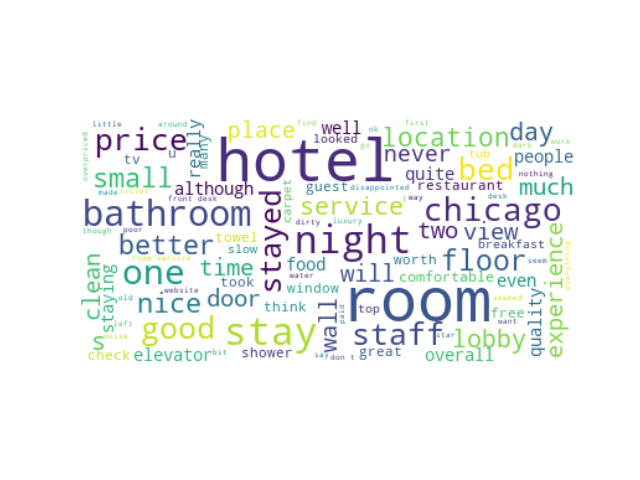 little
around
find
first
overpriced
price
tv
u
really
many
place
looked
well
go
ok
location
never
dark
day
work
people
hotel
small
although
guest
disappointed
quite
bed
tub
restaurant
nothing
much
made
toilet
front desk
carpet
service
way
desk
bathroom
stayed
dirty
luxury
chicago
though
poor
towel
night
two
view
breakfast
better
slow
room service
water
food
worth
floor
seem
experience
everything
clean
staying
one
time
took
window
will
comfortable
even
seemed
old
website
nice
door
think
wall
paid
top
room
free
want
quality
s
left
noise
good
stay
staff
star
lobby
check
elevator
bit
shower
say
don t
great
overall